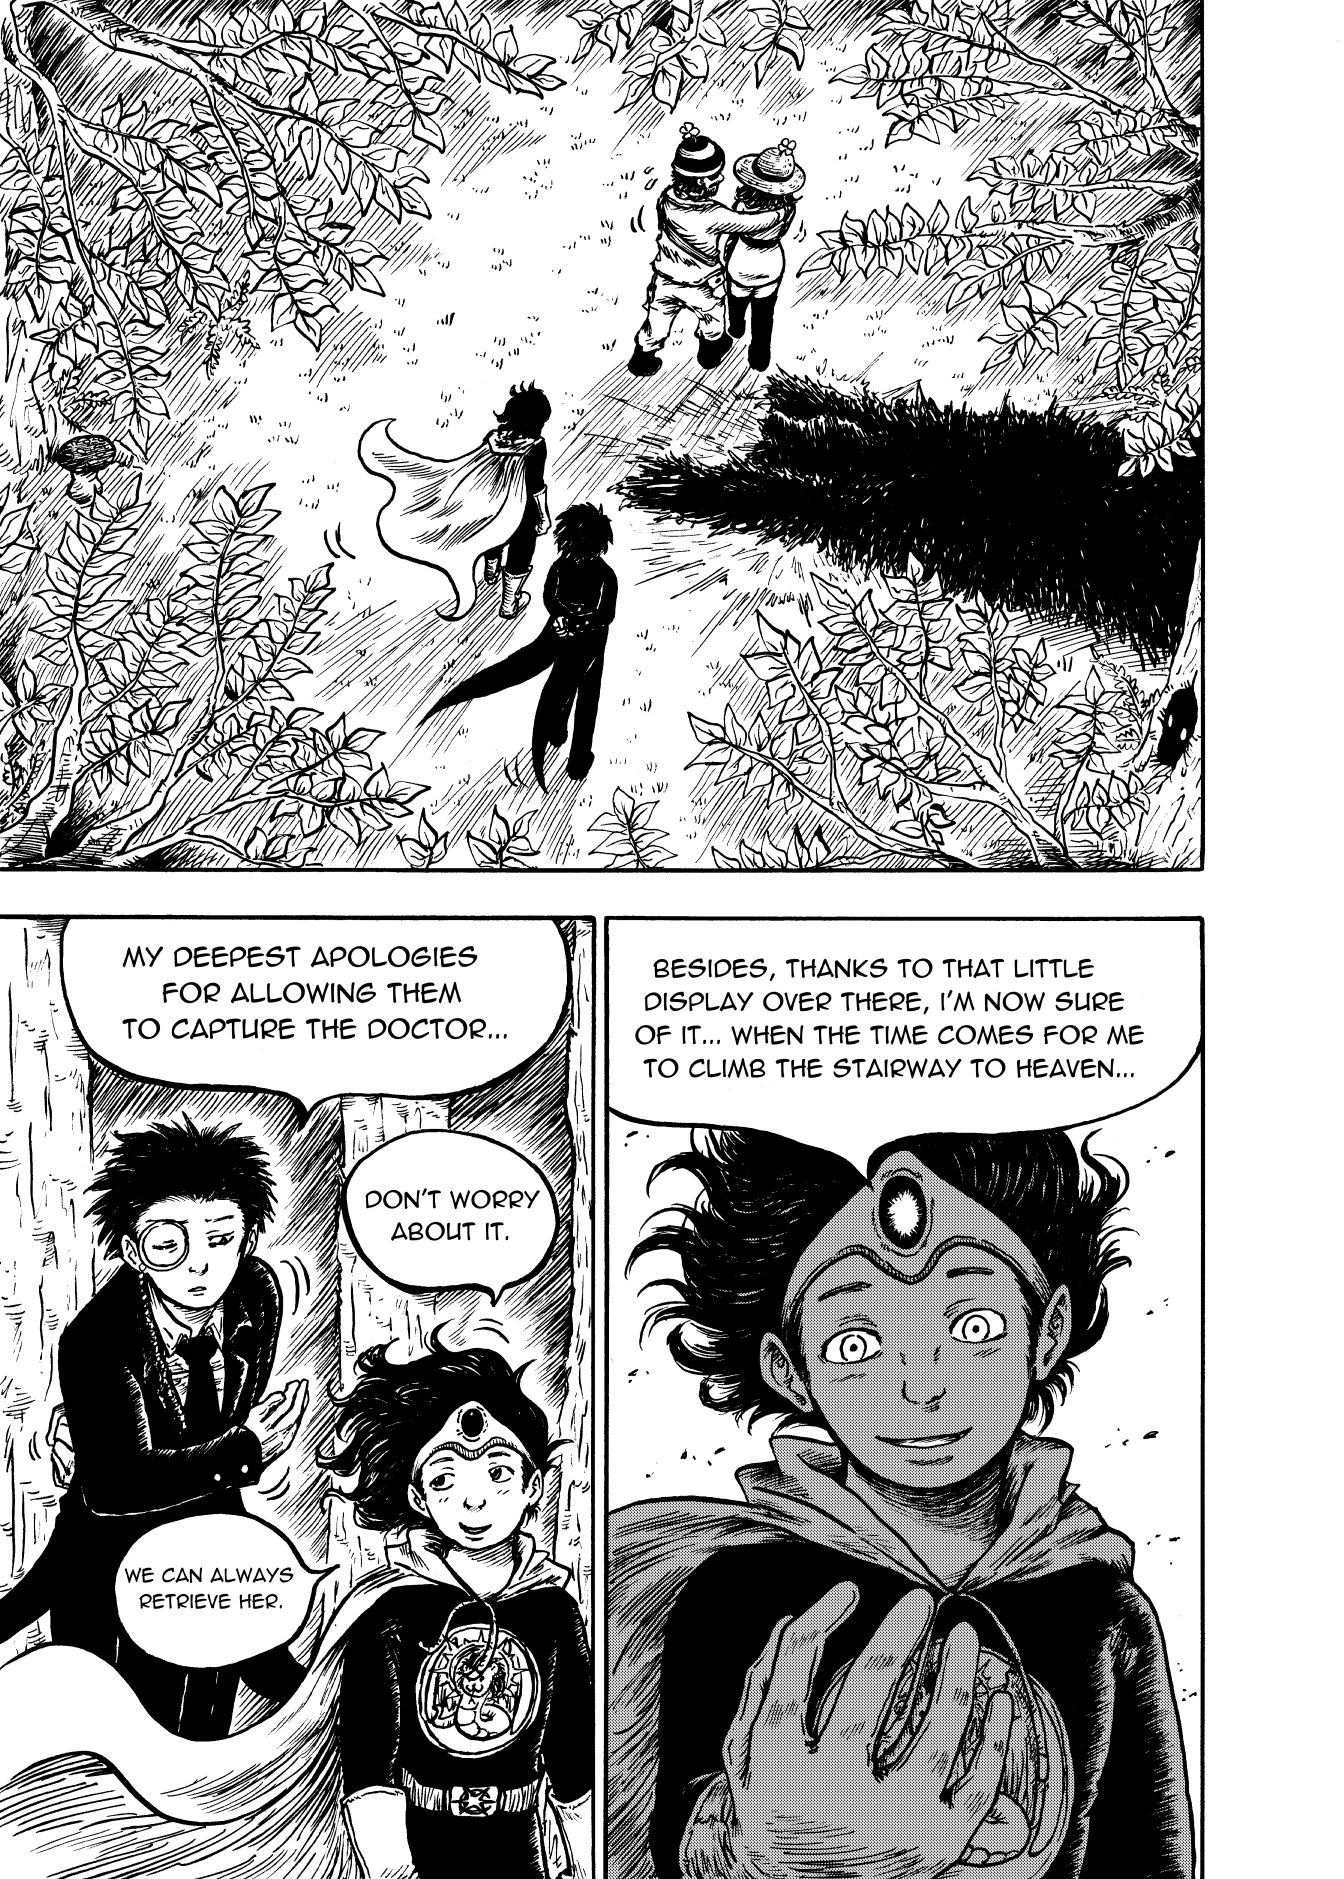 MY DEEPEST APOLOGIES
FOR ALLOWING THEM
TO CAPTURE THE DOCTOR...
DON'T WORRY
ABOUT IT.
WE CAN ALWAYS
RETRIEVE HER.
BESIDES, THANKS TO THAT LITTLE
DISPLAY OVER THERE, I'M NOW SURE
OF IT... WHEN THE TIME COMES FOR ME
TO CLIMB THE STAIRWAY TO HEAVEN...